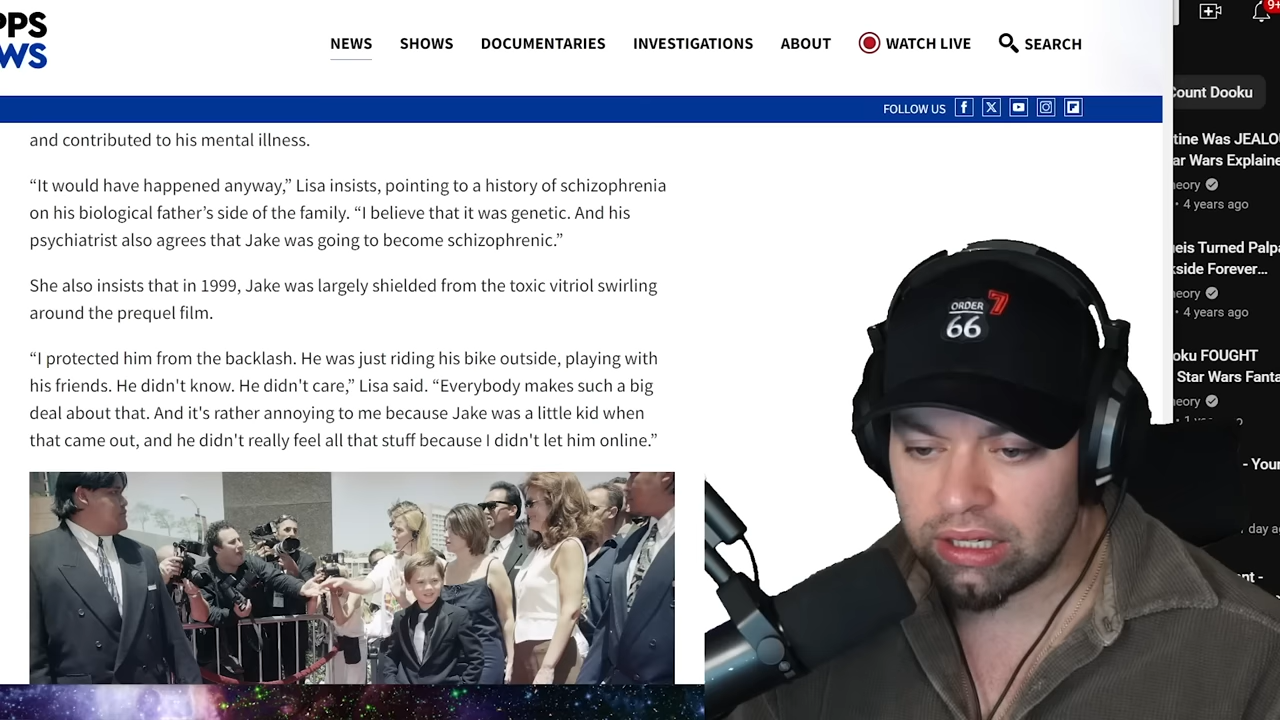 PPS
WS
NEWS SHOWS DOCUMENTARIES INVESTIGATIONS ABOUT WATCH LIVE SEARCH
9+
FOLLOW US
and contributed to his mental illness.
“It would have happened anyway,” Lisa insists, pointing to a history of schizophrenia
on his biological father’s side of the family. “I believe that it was genetic. And his
psychiatrist also agrees that Jake was going to become schizophrenic.”
She also insists that in 1999, Jake was largely shielded from the toxic vitriol swirling
around the prequel film.
“I protected him from the backlash. He was just riding his bike outside, playing with
his friends. He didn't know. He didn't care,” Lisa said. “Everybody makes such a big
deal about that. And it's rather annoying to me because Jake was a little kid when
that came out, and he didn't really feel all that stuff because I didn't let him online.”
ORDER 7
66
Count Dooku
tine Was JEALO
ar Wars Explaine
eory
• 4 years ago
eis Turned Palpa
kside Forever...
eory
• 4 years ago
oku FOUGHT
Star Wars Fanta
eory
- Your
day a
nt -